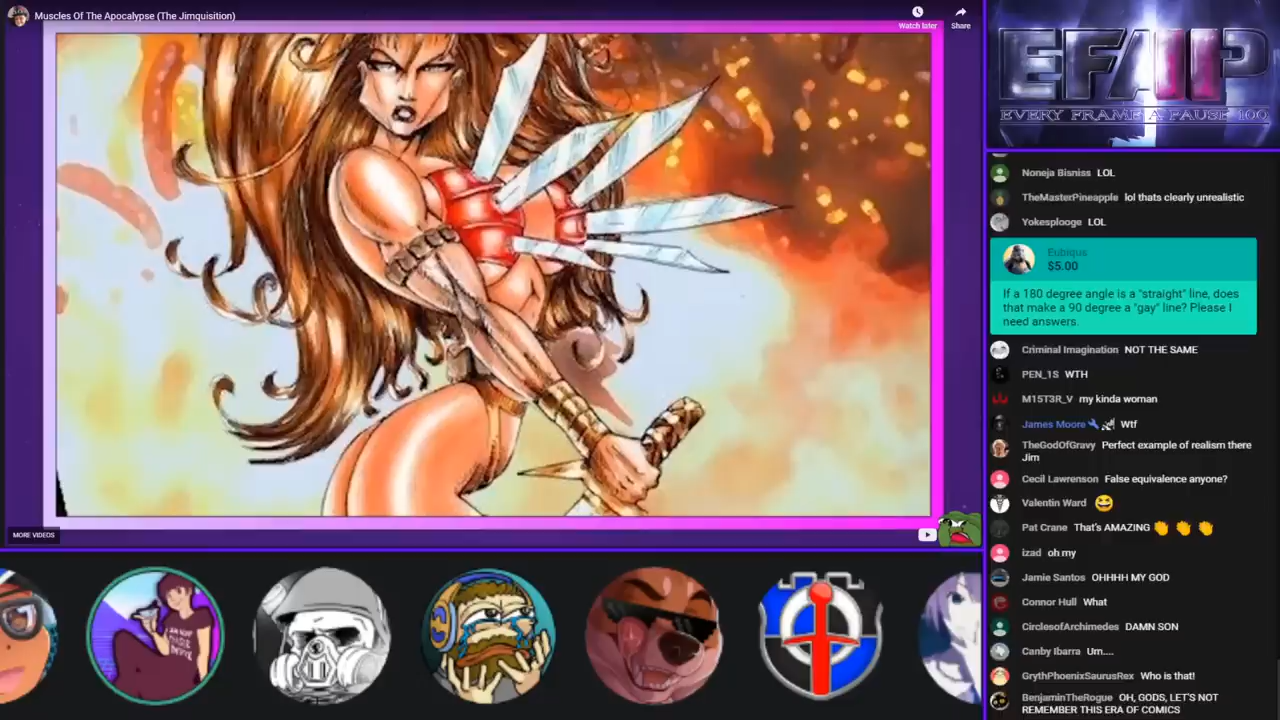 Muscles Of The Apocalypse (The Jimquisition)
Watch later
Share
MORE VIDEOS
EFAP
EVERY FRAME A PAUSE 100
Noneja Bisniss LOL
TheMasterPineapple lol thats clearly unrealistic
Yokesplooge LOL
Eubiqus
$5.00
If a 180 degree angle is a "straight" line, does
that make a 90 degree a "gay" line? Please I
need answers.
Criminal Imagination NOT THE SAME
PEN_1S WTH
M15T3R_V my kinda woman
James Moore Wtf
TheGodOfGravy Perfect example of realism there
Jim
Cecil Lawrenson False equivalence anyone?
Valentin Ward
Pat Crane That's AMAZING
izad oh my
Jamie Santos OHHHH MY GOD
Connor Hull What
CirclesofArchimedes DAMN SON
Canby Ibarra Um....
GrythPhoenixSaurusRex Who is that!
BenjaminTheRogue OH, GODS, LET'S NOT
REMEMBER THIS ERA OF COMICS